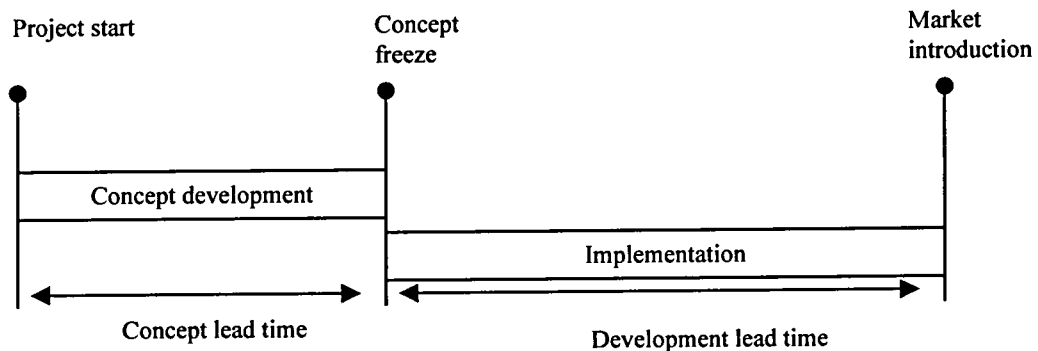 Project start
Concept
freeze
Market
introduction
Concept development
Implementation
Concept lead time
Development lead time